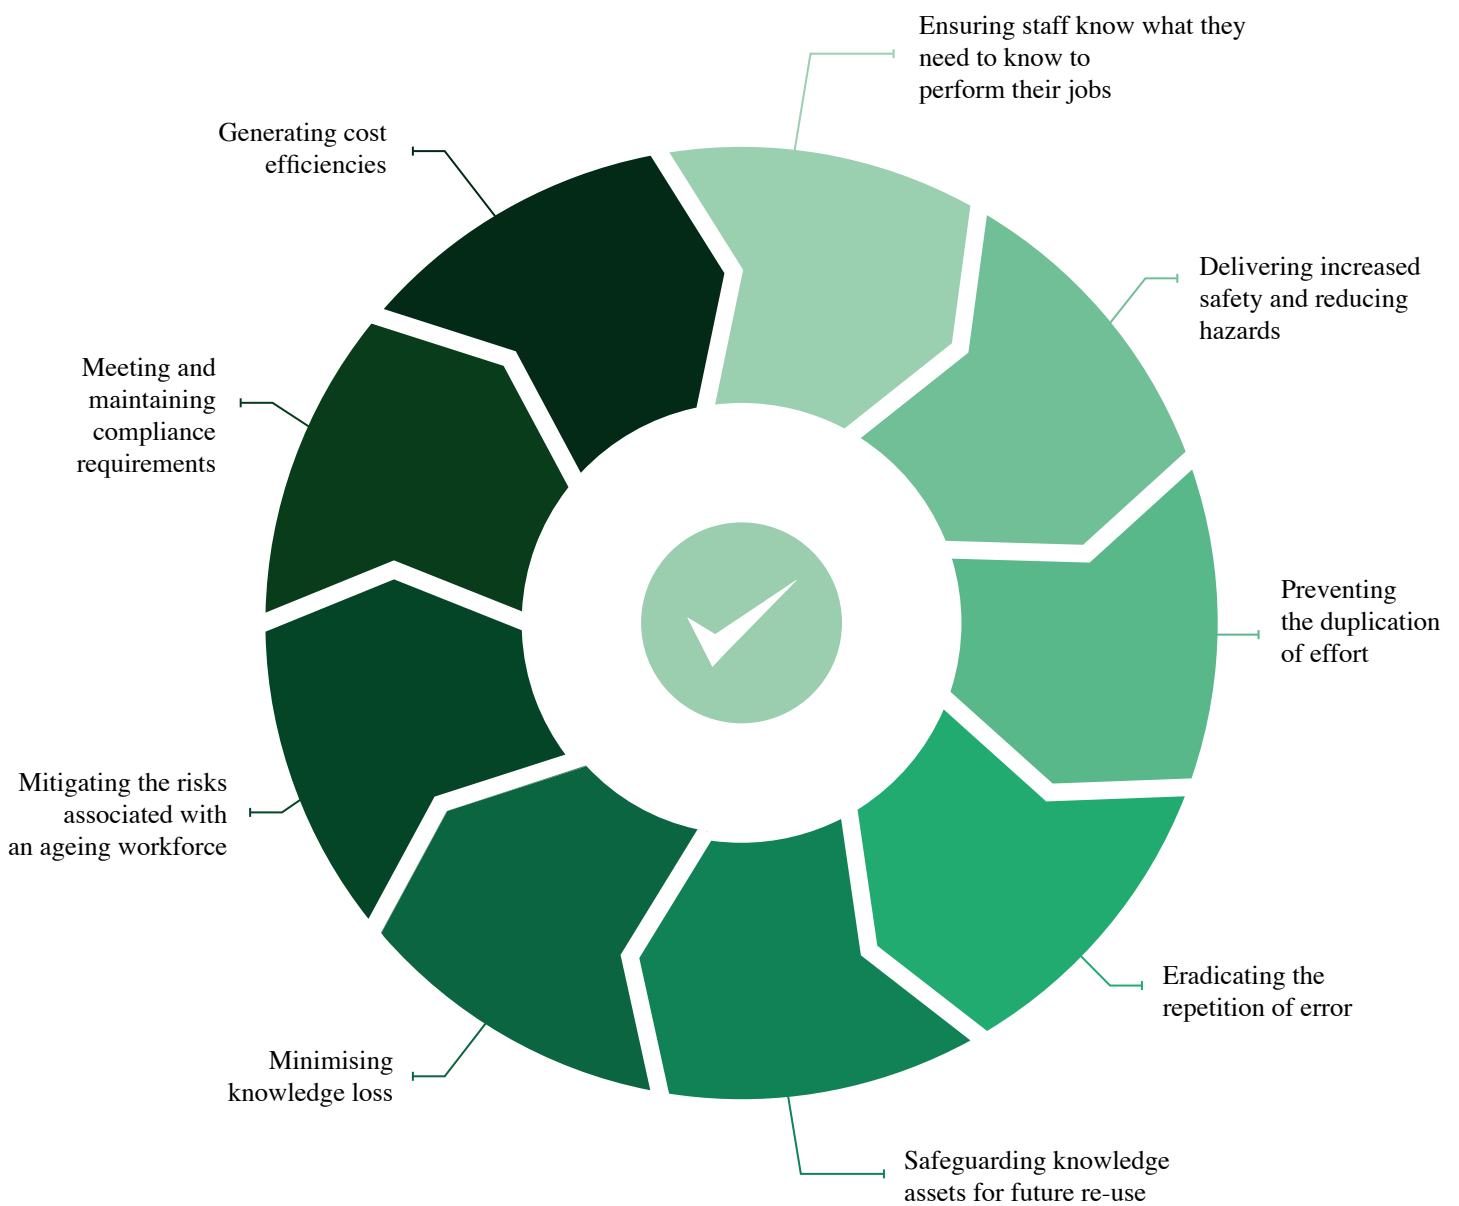 Ensuring staff know what they
need to know to
perform their jobs
Delivering increased
safety and reducing
hazards
Preventing
the duplication
of effort
Eradicating the
repetition of error
Safeguarding knowledge
assets for future re-use
Minimising
knowledge loss
Mitigating the risks
associated with
an ageing workforce
Meeting and
maintaining
compliance
requirements
Generating cost
efficiencies